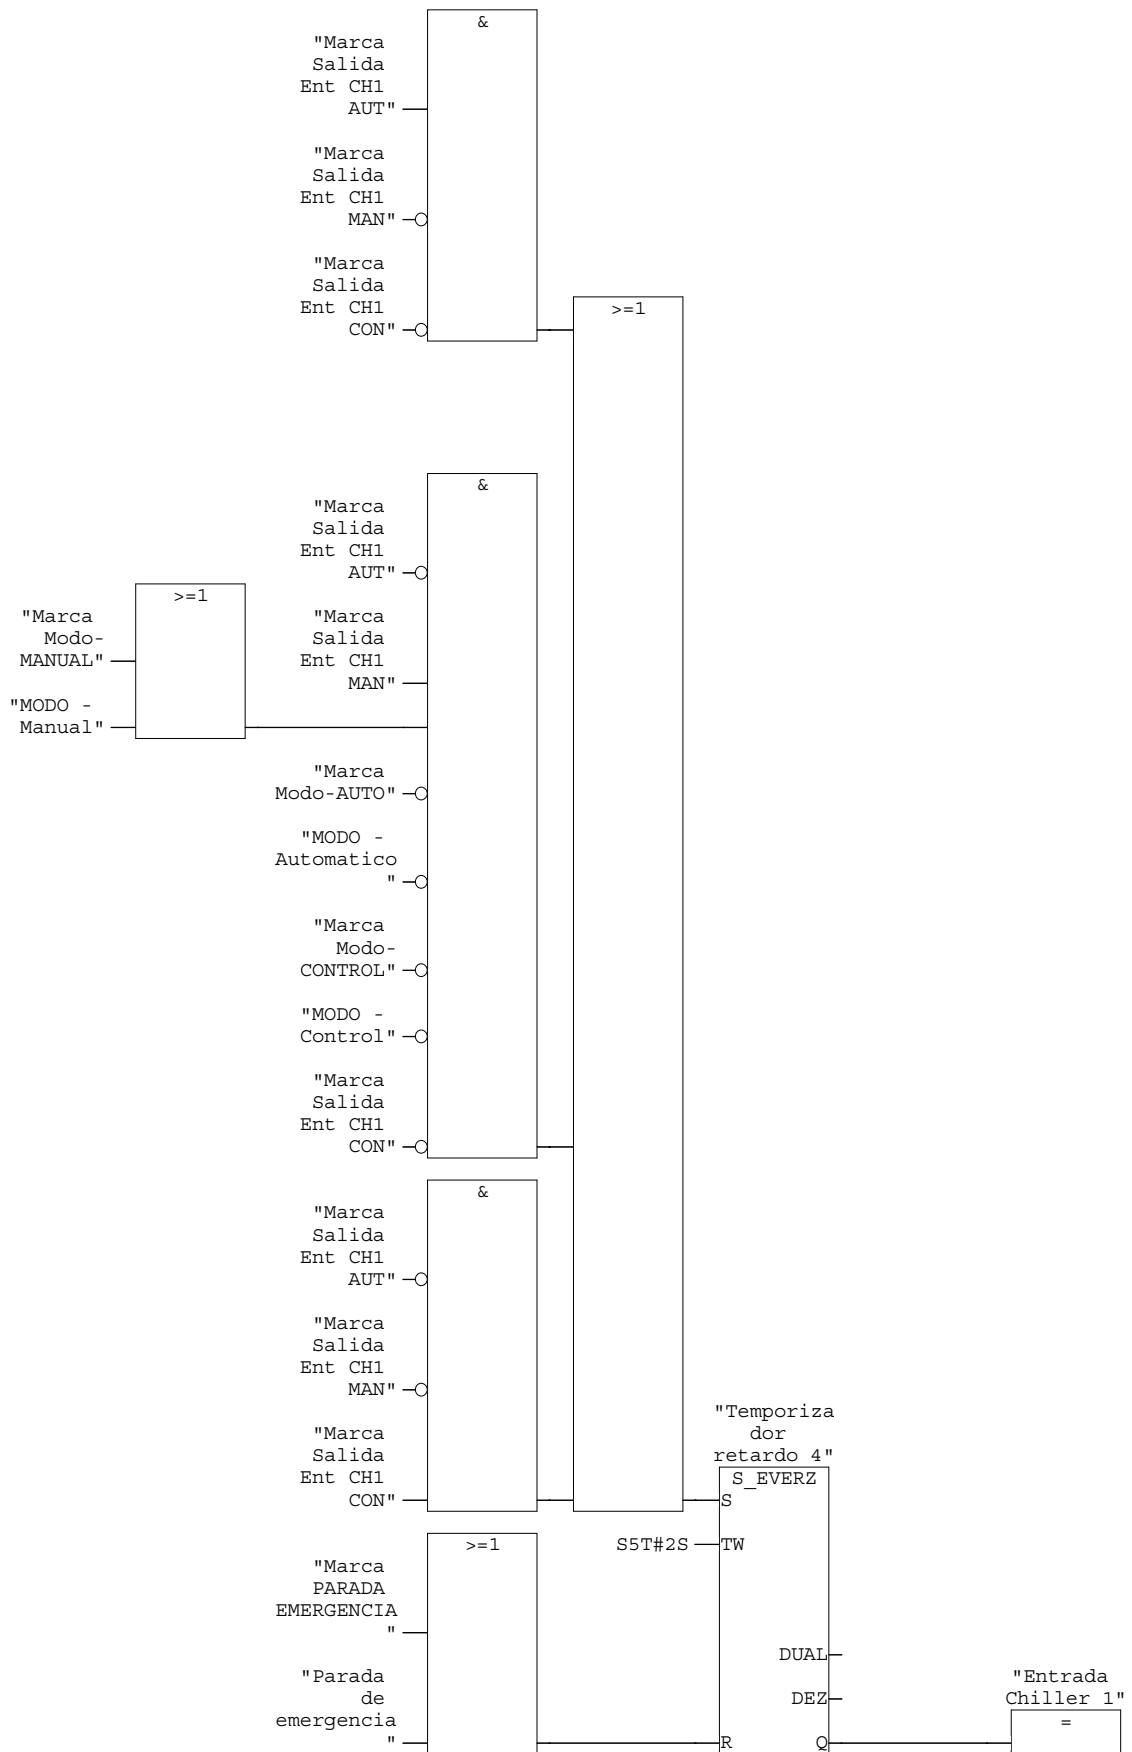 &
"Marca
Salida
Ent CH1
AUT"
"Marca
Salida
Ent CH1
MAN"
"Marca
Salida
Ent CH1
CON"
>=1
&
"Marca
Salida
Ent CH1
AUT"
>=1
"Marca
Modo-
MANUAL"
"Marca
Salida
Ent CH1
MAN"
"MODO -
Manual"
"Marca
Modo-AUTO"
"MODO -
Automatico
"
"Marca
Modo-
CONTROL"
"MODO -
Control"
"Marca
Salida
Ent CH1
CON"
&
"Marca
Salida
Ent CH1
AUT"
"Marca
Salida
Ent CH1
MAN"
"Marca
Salida
Ent CH1
CON"
"Temporiza
dor
retardo 4"
S_EVERZ
S
S5T#2S
TW
>=1
"Marca
PARADA
EMERGENCIA
"
"Parada
de
emergencia
"
DUAL
DEZ
R
Q
"Entrada
Chiller 1"
=